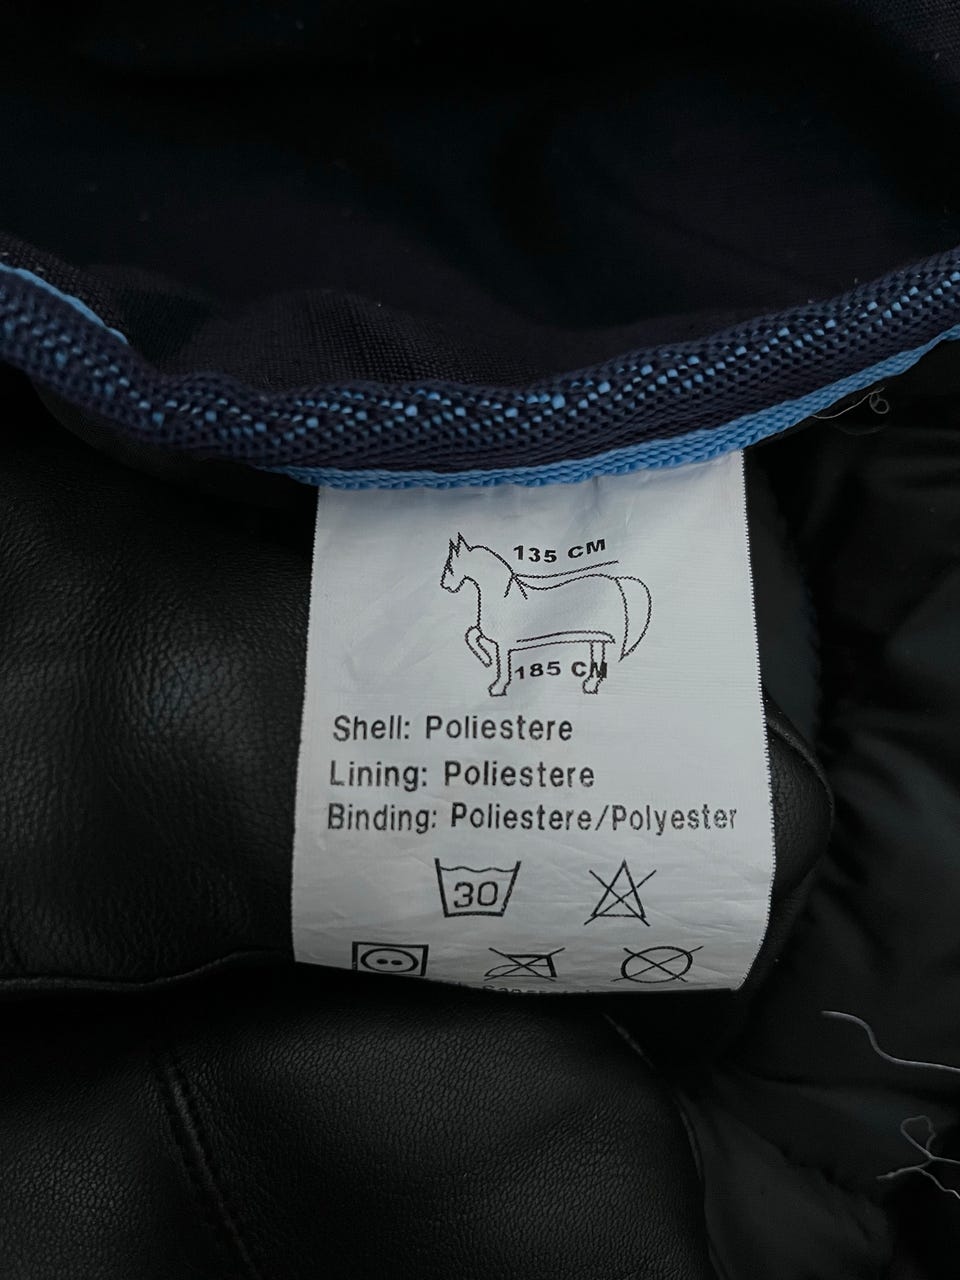 135 CM
185 CM
Shell: Poliestere
Lining: Poliestere
Binding: Poliestere/Polyester
30